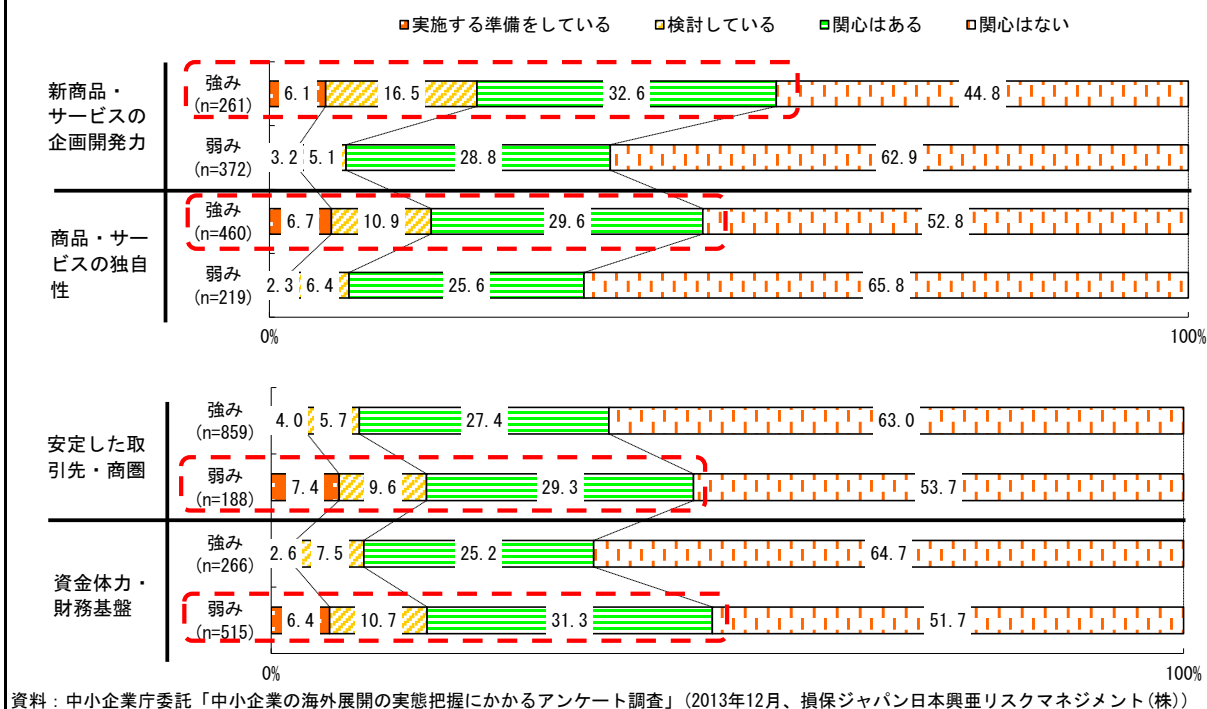 実施する準備をしている 検討している 関心はある 関心はない
新商品・
サービスの
企画開発力
強み
(n=261)
6.1 16.5 32.6 44.8
弱み
(n=372)
3.2 5.1 28.8 62.9
商品・サー
ビスの独自
性
強み
(n=460)
6.7 10.9 29.6 52.8
弱み
(n=219)
2.3 6.4 25.6 65.8
0% 100%
安定した取
引先・商圏
強み
(n=859)
4.0 5.7 27.4 63.0
弱み
(n=188)
7.4 9.6 29.3 53.7
資金体力・
財務基盤
強み
(n=266)
2.6 7.5 25.2 64.7
弱み
(n=515)
6.4 10.7 31.3 51.7
0% 100%
資料：中小企業庁委託「中小企業の海外展開の実態把握にかかるアンケート調査」（2013年12月、損保ジャパン日本興亜リスクマネジメント(株)）